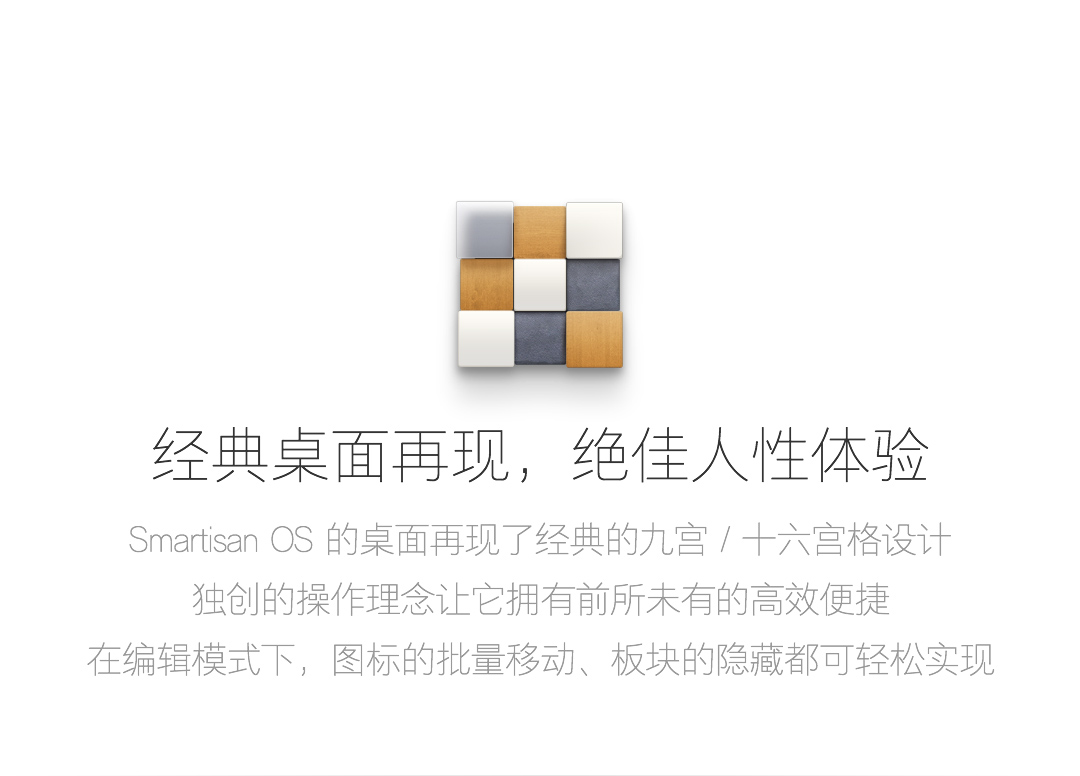 经典桌面再现，绝佳人性体验
Smartisan OS 的桌面再现了经典的九宫 / 十六宫格设计
独创的操作理念让它拥有前所未有的高效便捷
在编辑模式下，图标的批量移动、板块的隐藏都可轻松实现